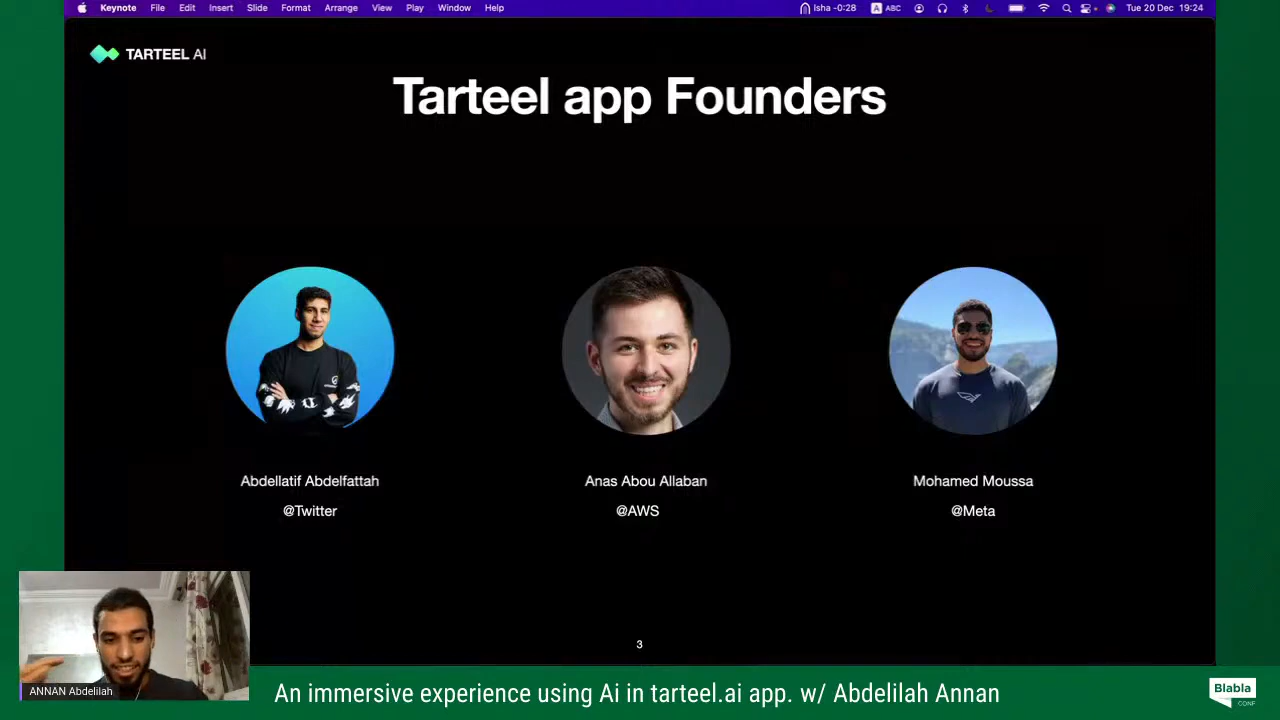 Keynote File Edit Insert Slide Format Arrange View Play Window Help Isha -0:28 A ABC Tue 20 Dec 19:24
TARTEEL AI
Tarteel app Founders
Abdellatif Abdelfattah
@Twitter
Anas Abou Allaban
@AWS
Mohamed Moussa
@Meta
3
ANNAN Abdelilah
An immersive experience using Ai in tarteel.ai app. w/ Abdelilah Annan
Blabla
CONF